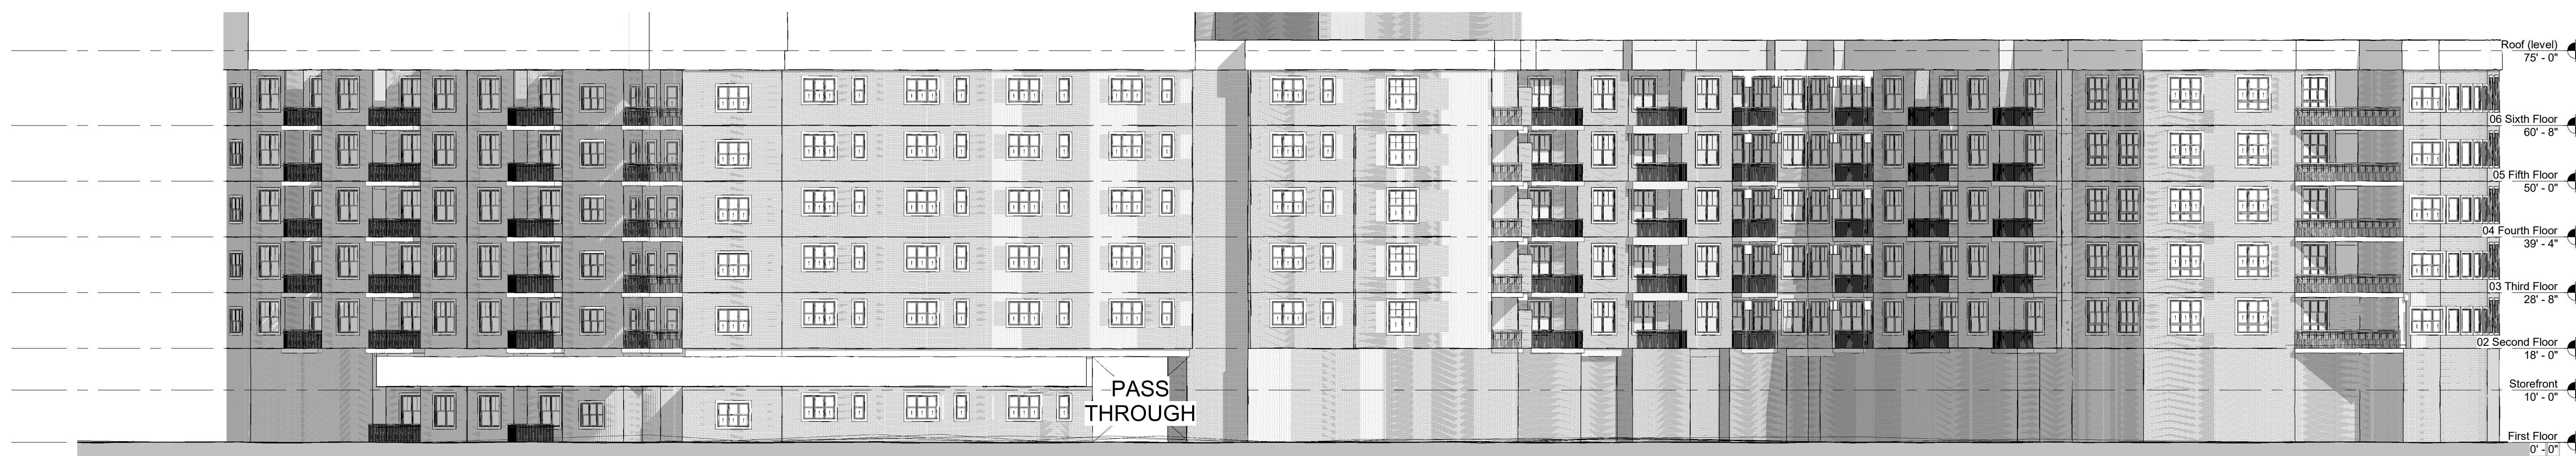 Roof (level)
75' - 0"
06 Sixth Floor
60' - 8"
05 Fifth Floor
50' - 0"
04 Fourth Floor
39' - 4"
03 Third Floor
28' - 8"
02 Second Floor
18' - 0"
PASS
THROUGH
Storefront
10' - 0"
First Floor
0' - 0"